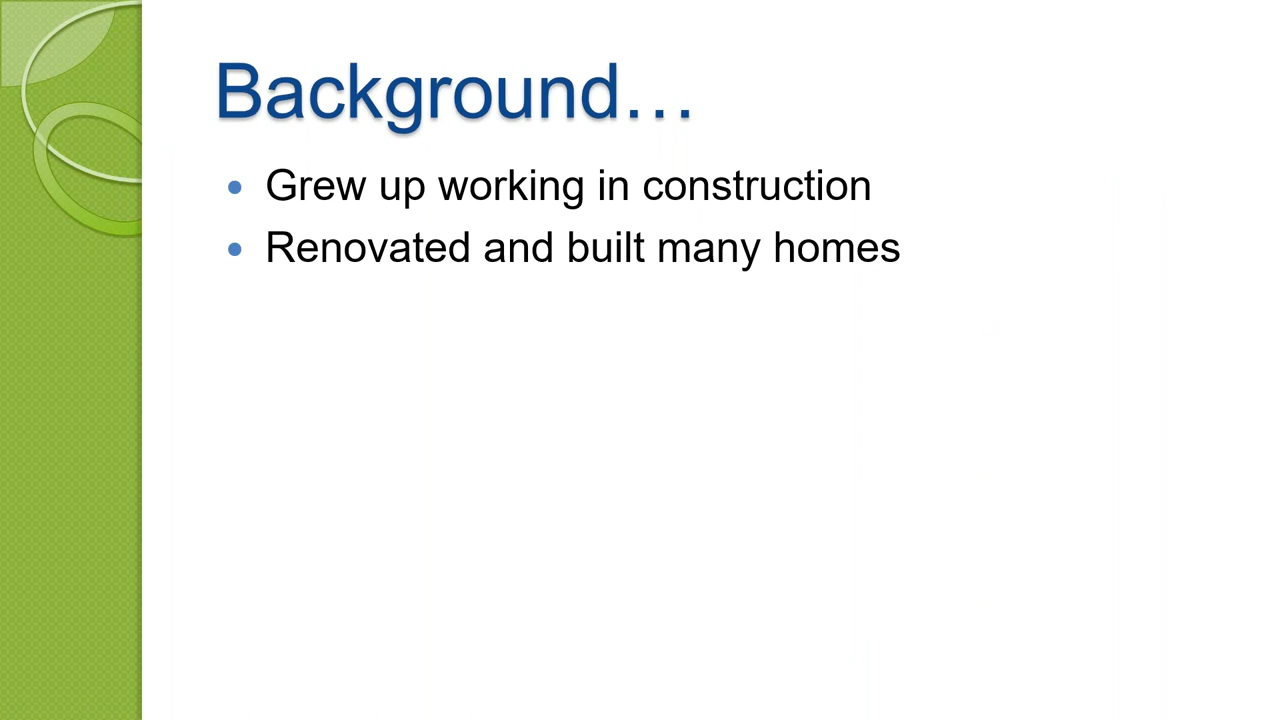 Background…
• Grew up working in construction
• Renovated and built many homes